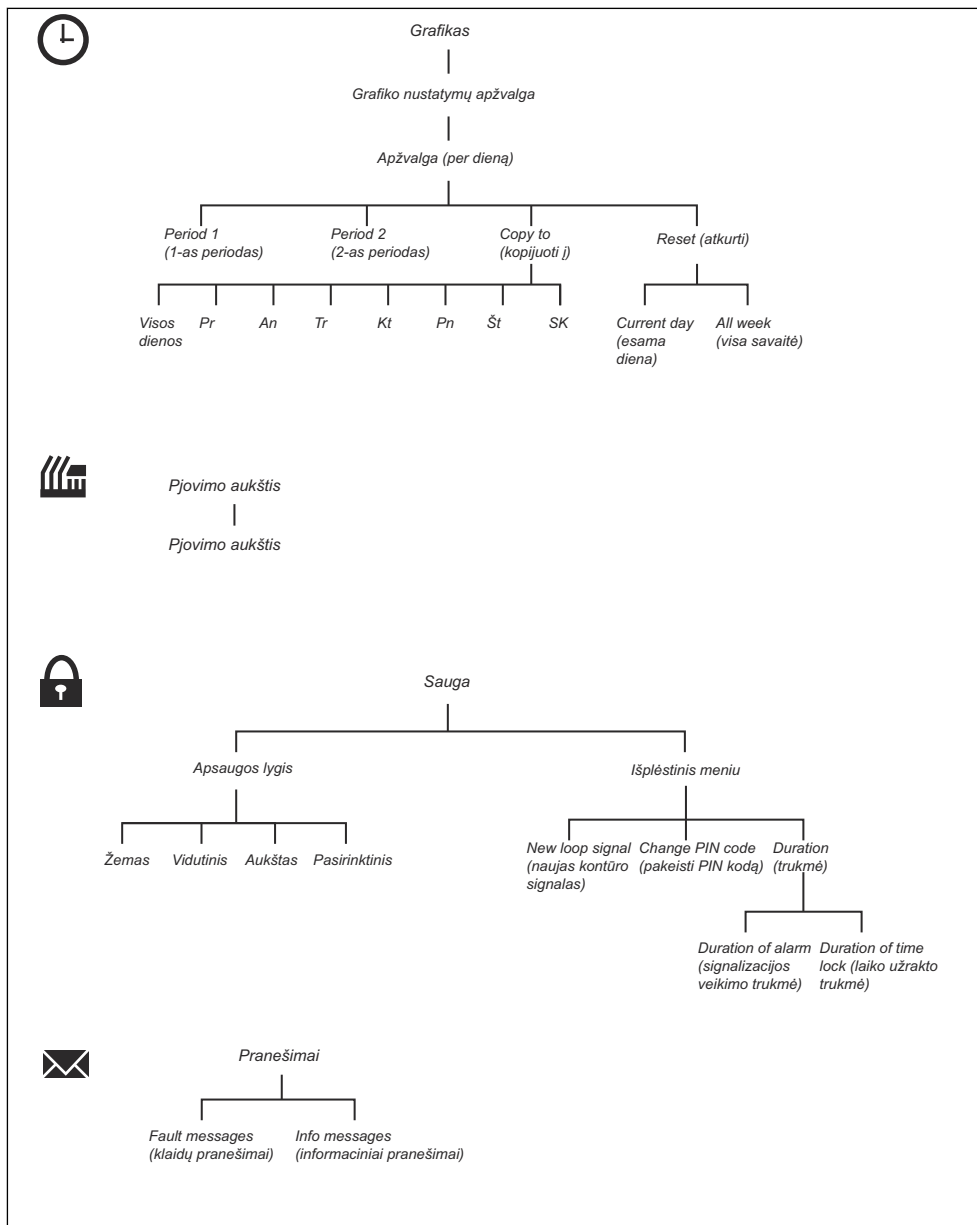 Grafikas
Grafiko nustatymų apžvalga
Apžvalga (per dieną)
Period 1
(1-as periodas)
Period 2
(2-as periodas)
Copy to
(kopijuoti į)
Reset (atkurti)
Visos
dienos
Pr
An
Tr
Kt
Pn
Št
SK
Current day
(esama
diena)
All week
(visa savaitė)
Pjovimo aukštis
Pjovimo aukštis
Sauga
Apsaugos lygis
Išplėstinis meniu
Žemas
Vidutinis
Aukštas
Pasirinktinis
New loop signal
(naujas kontūro
signalas)
Change PIN code
(pakeisti PIN kodą)
Duration
(trukmė)
Duration of alarm
(signalizacijos
veikimo trukmė)
Duration of time
lock (laiko užrakto
trukmė)
Pranešimai
Fault messages
(klaidų pranešimai)
Info messages
(informaciniai pranešimai)